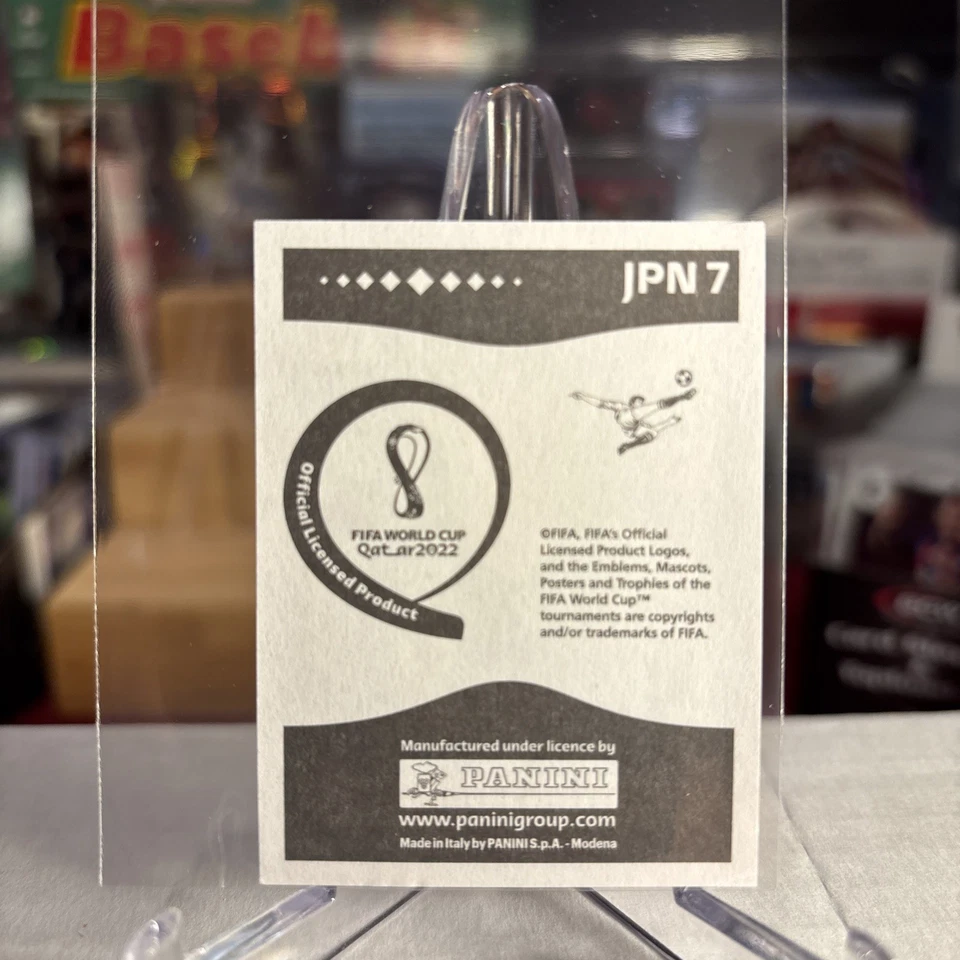 Baseb
JPN 7
Official Licensed Product
FIFA WORLD CUP
Qatar2022
©FIFA, FIFA's Official
Licensed Product Logos,
and the Emblems, Mascots,
Posters and Trophies of the
FIFA World Cup™
tournaments are copyrights
and/or trademarks of FIFA.
Manufactured under licence by
PANINI
www.paninigroup.com
Made in Italy by PANINI S.p.A. - Modena